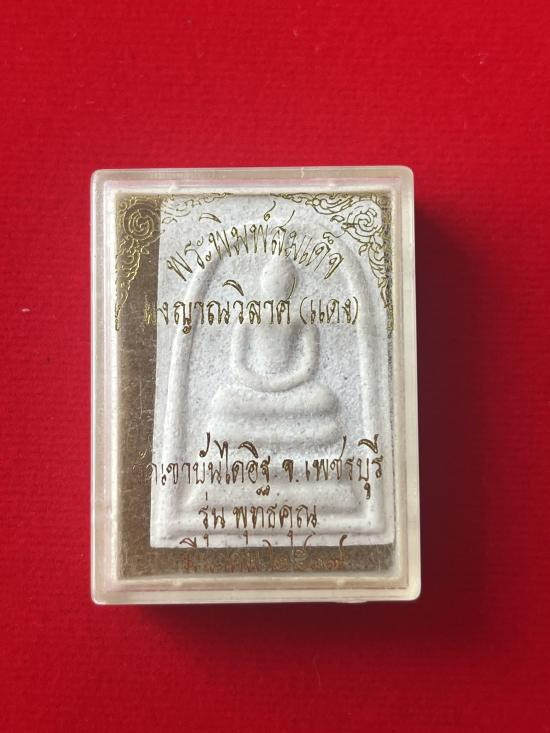 พระพิมพ์สมเด็จ
ผงญาณวิลาศ (แดง)
วัดเขาบันไดอิฐ จ.เพชรบุรี
รุ่น พุทธคุณ